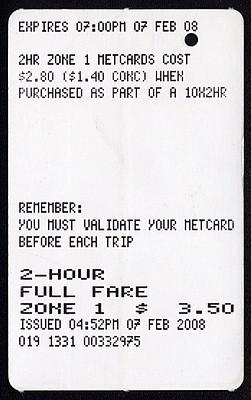 EXPIRES 07:00PM 07 FEB 08
2HR ZONE 1 METCARDS COST
$2.80 ($1.40 CONC) WHEN
PURCHASED AS PART OF A 10X2HR
REMEMBER:
YOU MUST VALIDATE YOUR METCARD
BEFORE EACH TRIP
2-HOUR
FULL FARE
ZONE 1 $ 3.50
ISSUED 04:52PM 07 FEB 2008
019 1331 00332975